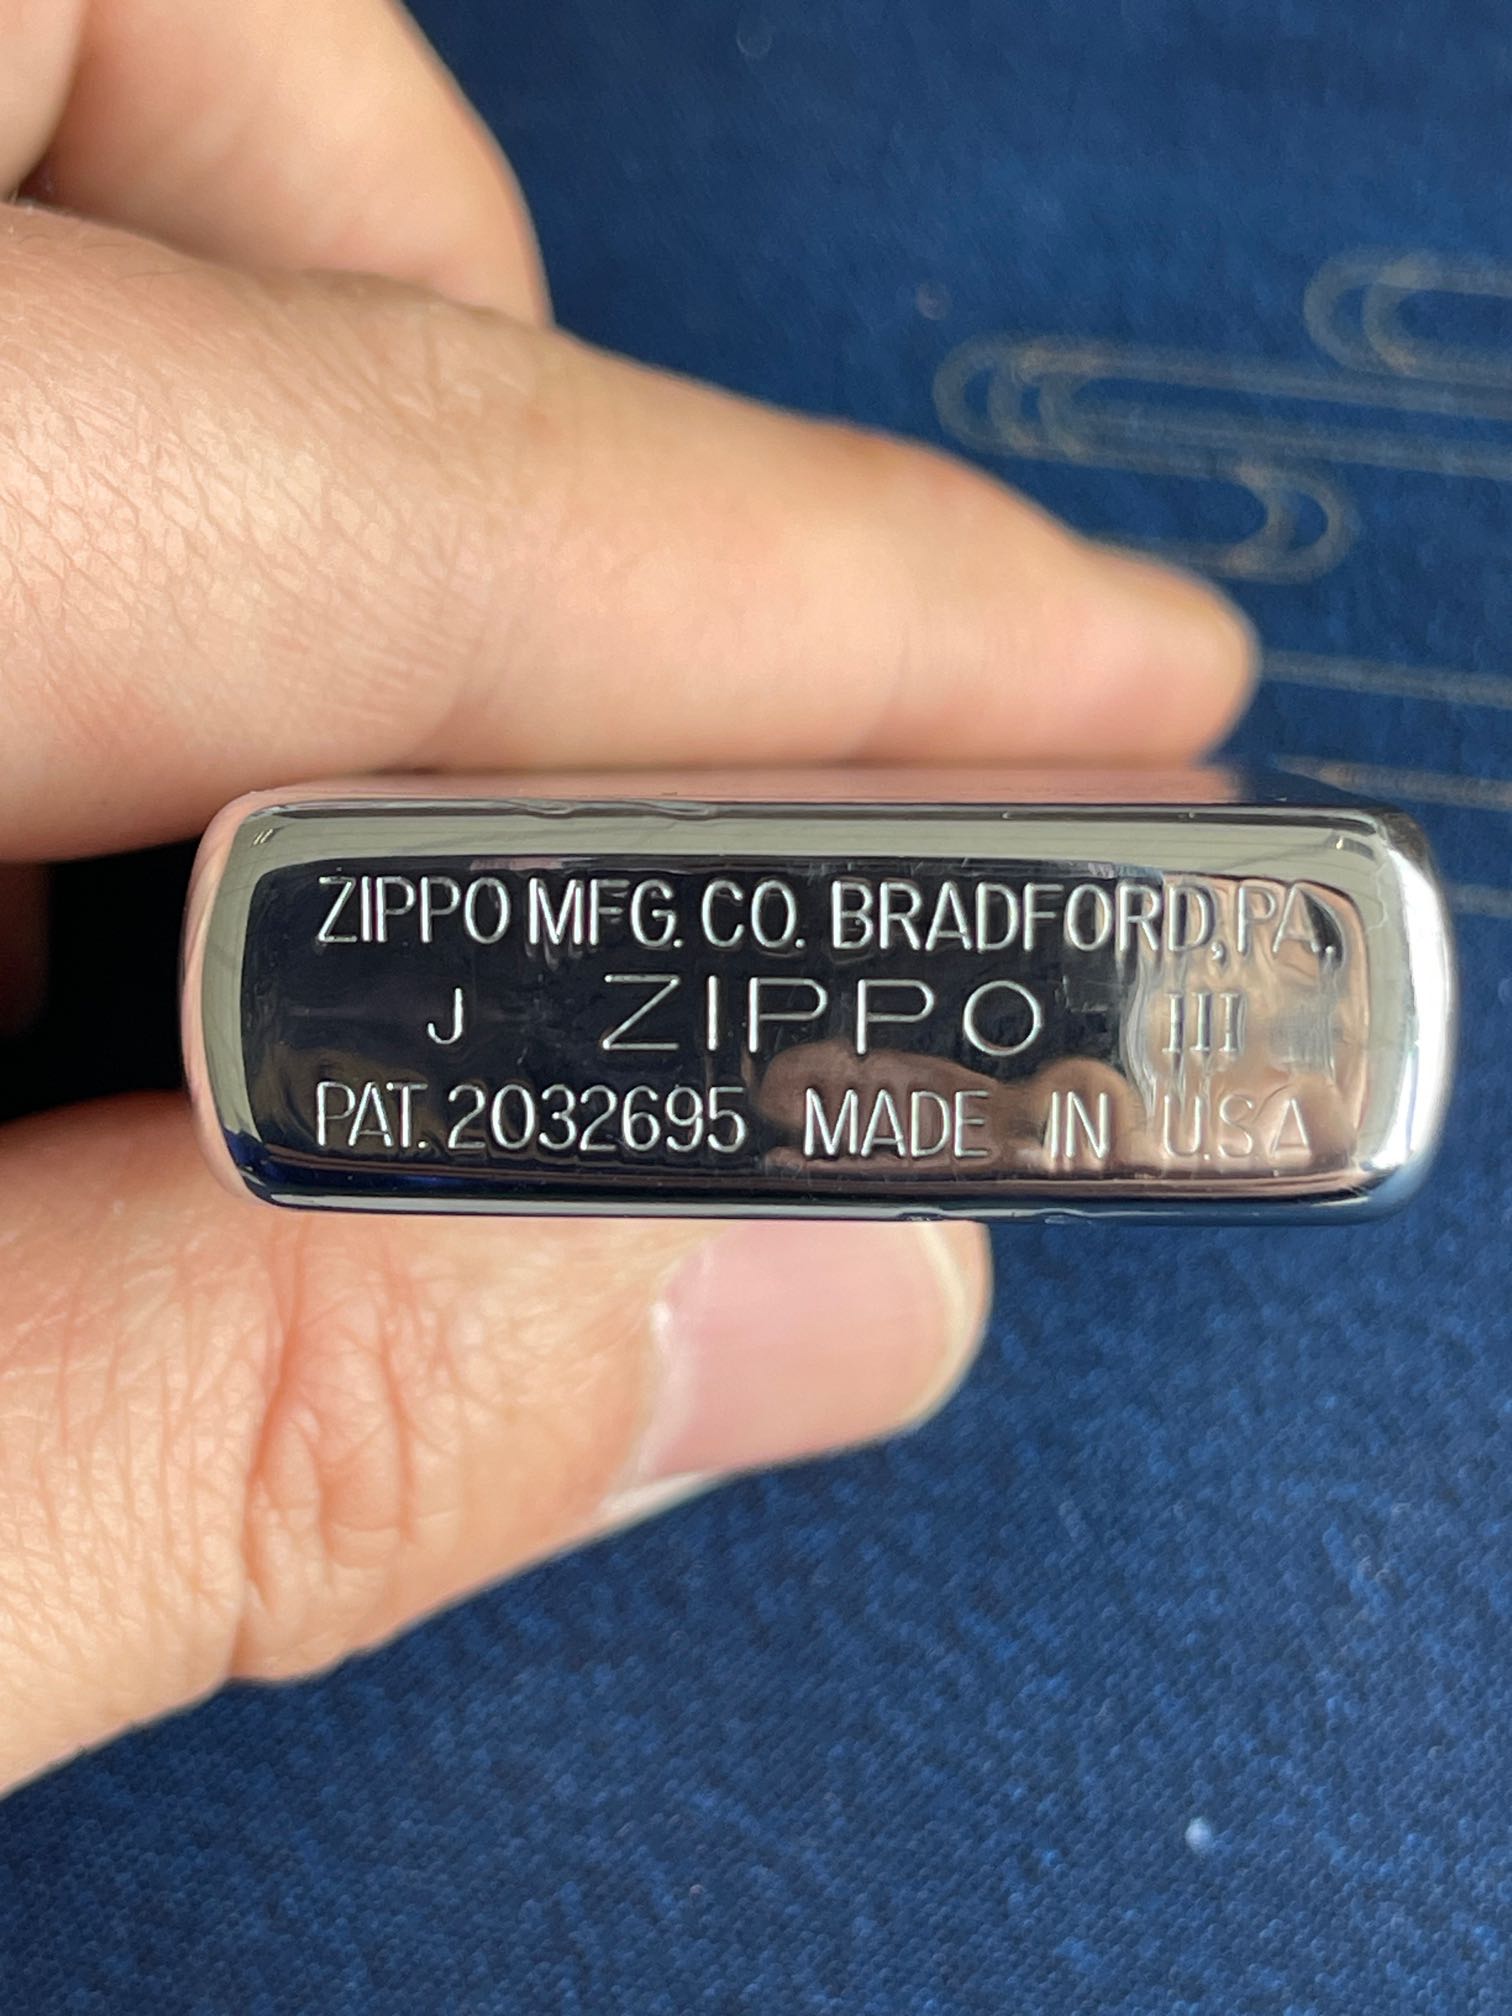 ZIPPO MFG. CO. BRADFORD, PA.
J ZIPPO III
PAT. 2032695 MADE IN U.S.A